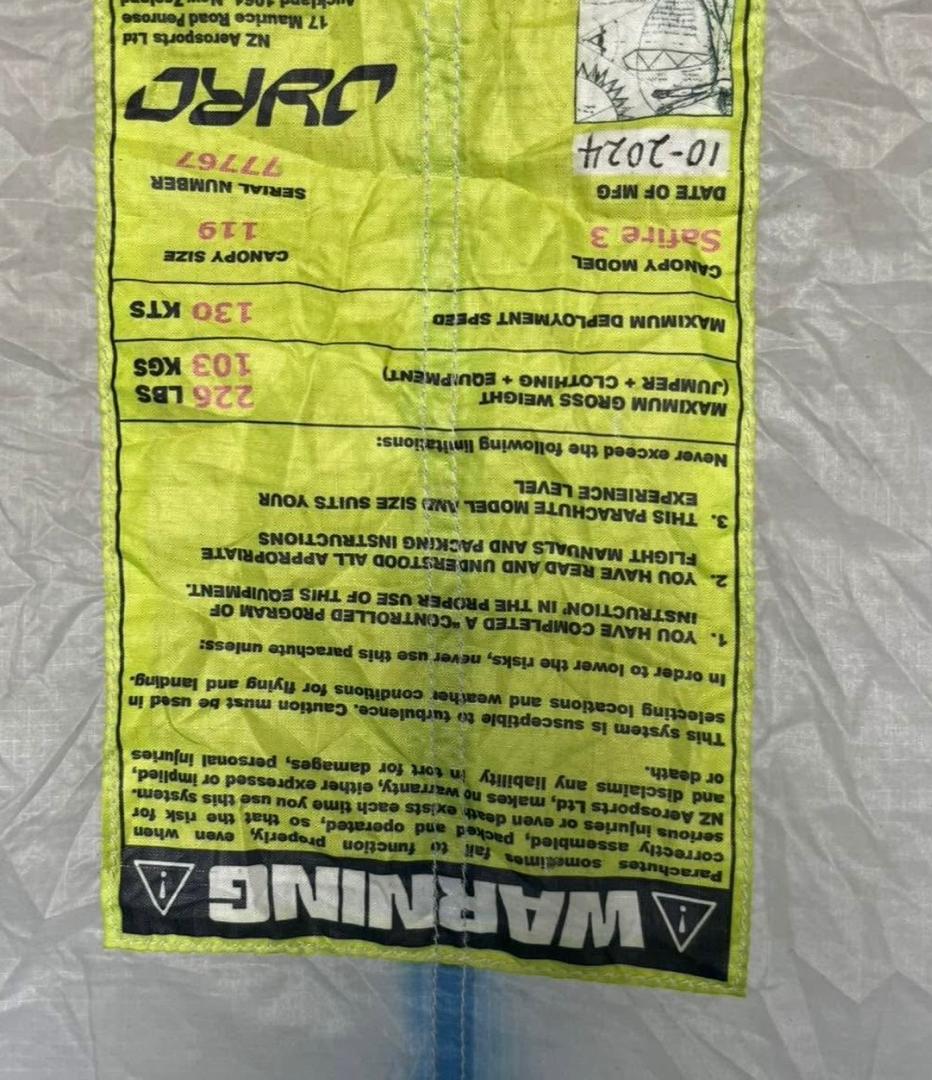 WARNING
Parachutes sometimes fail to function properly, even when
correctly assembled, packed and operated, so that the risk for
serious injuries or even death exists each time you use this system.
NZ Aerosports Ltd, makes no warranty, either expressed or implied,
and disclaims any liability in tort for damages, personal injuries
or death.
This system is susceptible to turbulence. Caution must be used in
selecting locations and weather conditions for flying and landing.
In order to lower the risks, never use this parachute unless:
1. YOU HAVE COMPLETED A "CONTROLLED PROGRAM OF
INSTRUCTION" IN THE PROPER USE OF THIS EQUIPMENT.
2. YOU HAVE READ AND UNDERSTOOD ALL APPROPRIATE
FLIGHT MANUALS AND PACKING INSTRUCTIONS
3. THIS PARACHUTE MODEL AND SIZE SUITS YOUR
EXPERIENCE LEVEL
Never exceed the following limitations:
MAXIMUM GROSS WEIGHT 226 LBS
(JUMPER + CLOTHING + EQUIPMENT) 103 KGS
MAXIMUM DEPLOYMENT SPEED 130 KTS
CANOPY MODEL CANOPY SIZE
Safire 3 119
DATE OF MFG SERIAL NUMBER
10-2024 77767
JYRO
NZ Aerosports Ltd
17 Maurice Road Penrose
Auckland 1061, New Zealand